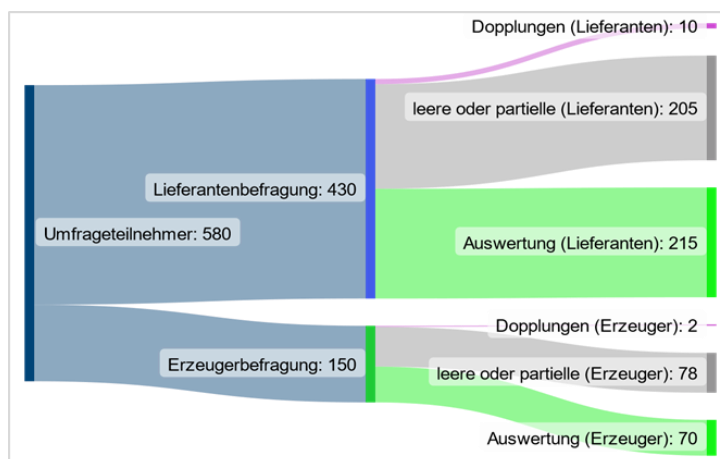 Dopplungen (Lieferanten): 10
leere oder partielle (Lieferanten): 205
Lieferantenbefragung: 430
Umfrageteilnehmer: 580
Auswertung (Lieferanten): 215
Dopplungen (Erzeuger): 2
Erzeugerbefragung: 150
leere oder partielle (Erzeuger): 78
Auswertung (Erzeuger): 70